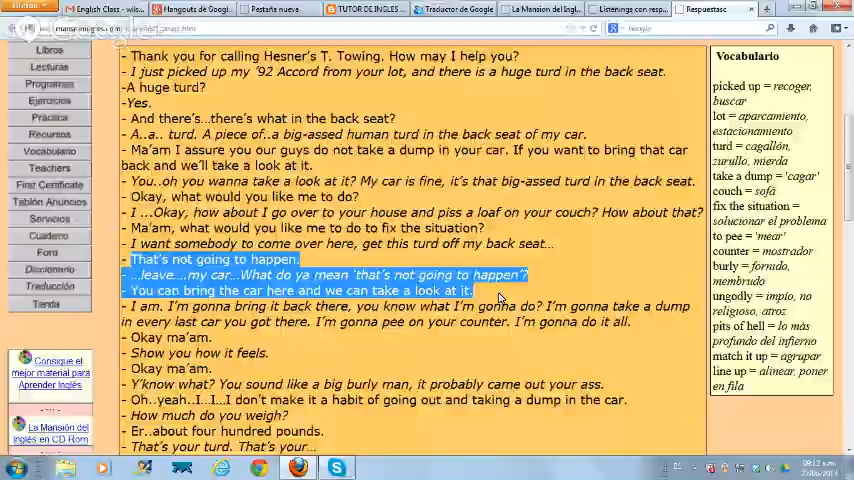 English Class - wils...
Hangouts de Googl...
Pestaña nueva
TUTOR DE INGLES ...
Traductor de Google
La Mansion del Ingl...
Listenings con respu...
Respuestasc
Google
Google
Libros
Lecturas
Programas
Ejercicios
Práctica
Recursos
Vocabulario
Teachers
First Certificate
Tablón Anuncios
Servicios
Cuaderno
Foro
Diccionario
Traducción
Tienda
Consigue el mejor material para Aprender Inglés
La Mansión del Inglés en CD Rom
- Thank you for calling Hesner's T. Towing. How may I help you?
- I just picked up my '92 Accord from your lot, and there is a huge turd in the back seat.
-A huge turd?
-Yes.
- And there's...there's what in the back seat?
- A..a.. turd. A piece of..a big-assed human turd in the back seat of my car.
- Ma'am I assure you our guys do not take a dump in your car. If you want to bring that car
back and we'll take a look at it.
- You..oh you wanna take a look at it? My car is fine, it's that big-assed turd in the back seat.
- Okay, what would you like me to do?
- I ...Okay, how about I go over to your house and piss a loaf on your couch? How about that?
- Ma'am, what would you like me to do to fix the situation?
- I want somebody to come over here, get this turd off my back seat...
- That's not going to happen.
- ...leave....my car...What do ya mean 'that's not going to happen'?
- You can bring the car here and we can take a look at it.
- I am. I'm gonna bring it back there, you know what I'm gonna do? I'm gonna take a dump
in every last car you got there. I'm gonna pee on your counter. I'm gonna do it all.
- Okay ma'am.
- Show you how it feels.
- Okay ma'am.
- Y'know what? You sound like a big burly man, it probably came out your ass.
- Oh..yeah..I...I...I don't make it a habit of going out and taking a dump in the car.
- How much do you weigh?
- Er..about four hundred pounds.
- That's your turd. That's your...
Vocabulario
picked up = recoger,
buscar
lot = aparcamiento,
estacionamiento
turd = cagallón,
zurullo, mierda
take a dump = 'cagar'
couch = sofá
fix the situation =
solucionar el problema
to pee = 'mear'
counter = mostrador
burly = fornido,
membrudo
ungodly = impío, no
religioso, atroz
pits of hell = lo más
profundo del infierno
match it up = agrupar
line up = alinear, poner
en fila
09:12 a.m.